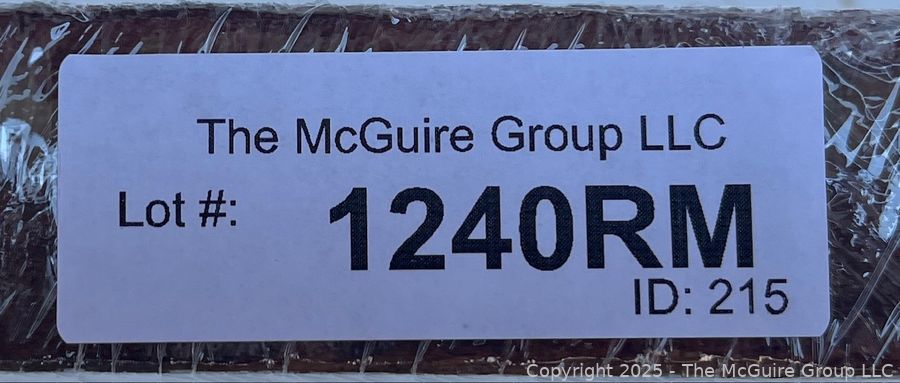 The McGuire Group LLC
Lot #: 1240RM
ID: 215
Copyright 2025 - The McGuire Group LLC